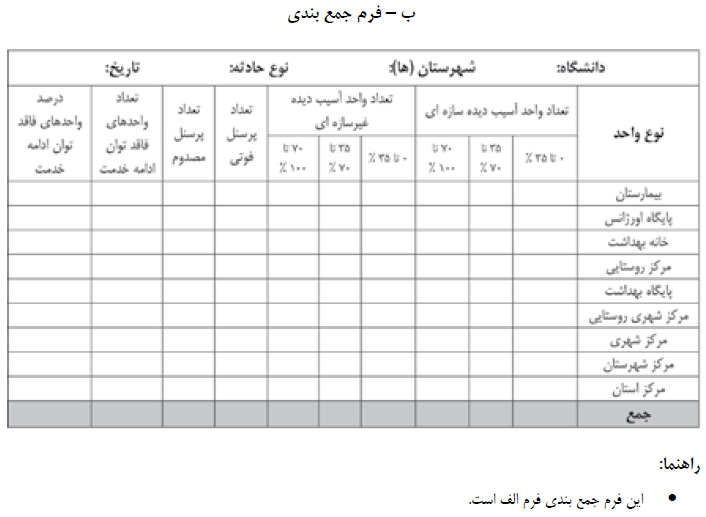 ب – فرم جمع بندی
دانشگاه: شهرستان (ها): نوع حادثه: تاریخ:
نوع واحد
تعداد واحد آسیب دیده سازه ای
۰ تا ۳۵ %
۳۵ تا
۷۰ %
۷۰ تا
۱۰۰ %
تعداد واحد آسیب دیده
غیرسازه ای
۰ تا ۳۵ %
۳۵ تا
۷۰ %
۷۰ تا
۱۰۰ %
تعداد
پرسنل
فوتی
تعداد
پرسنل
مصدوم
تعداد
واحدهای
فاقد توان
ادامه خدمت
درصد
واحدهای فاقد
توان ادامه
خدمت
بیمارستان
پایگاه اورژانس
خانه بهداشت
مرکز روستایی
پایگاه بهداشت
مرکز شهری روستایی
مرکز شهری
مرکز شهرستان
مرکز استان
جمع
راهنما:
• این فرم جمع بندی فرم الف است.